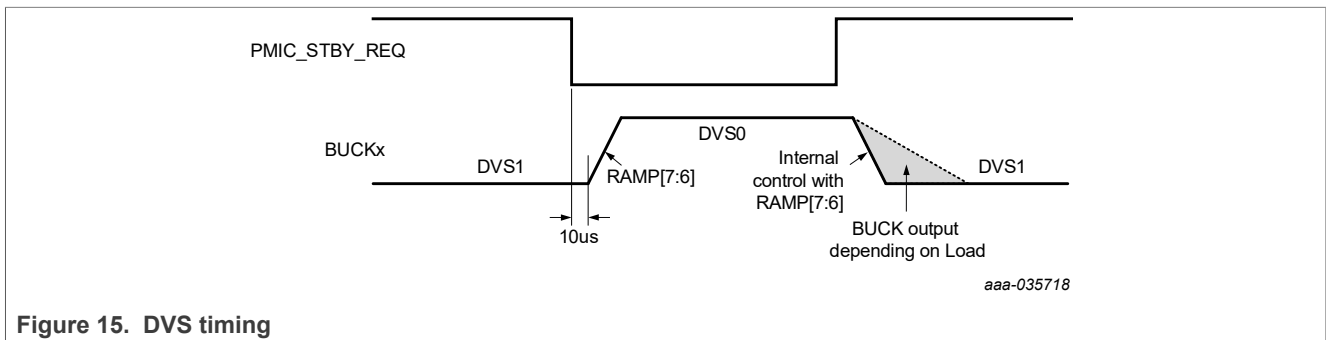 PMIC_STBY_REQ
BUCKx
DVS1
DVS0
RAMP[7:6]
10us
Internal
control with
RAMP[7:6]
DVS1
BUCK output
depending on Load
aaa-035718
Figure 15. DVS timing